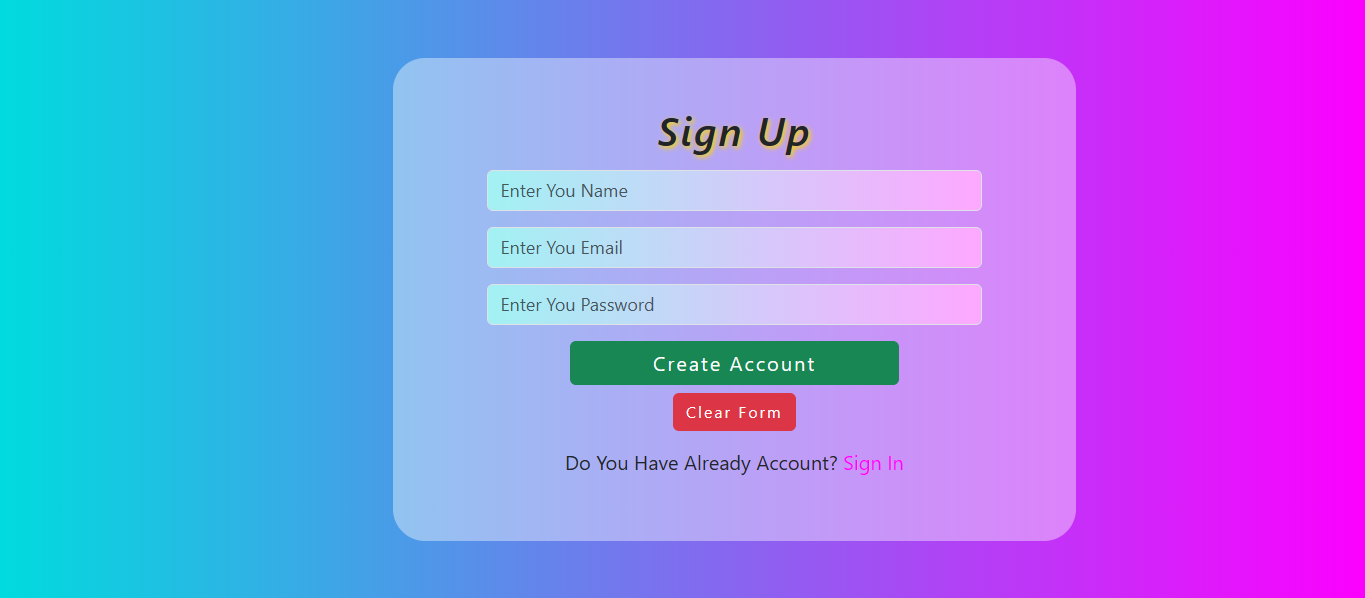 Sign Up
Enter You Name
Enter You Email
Enter You Password
Create Account
Clear Form
Do You Have Already Account? Sign In